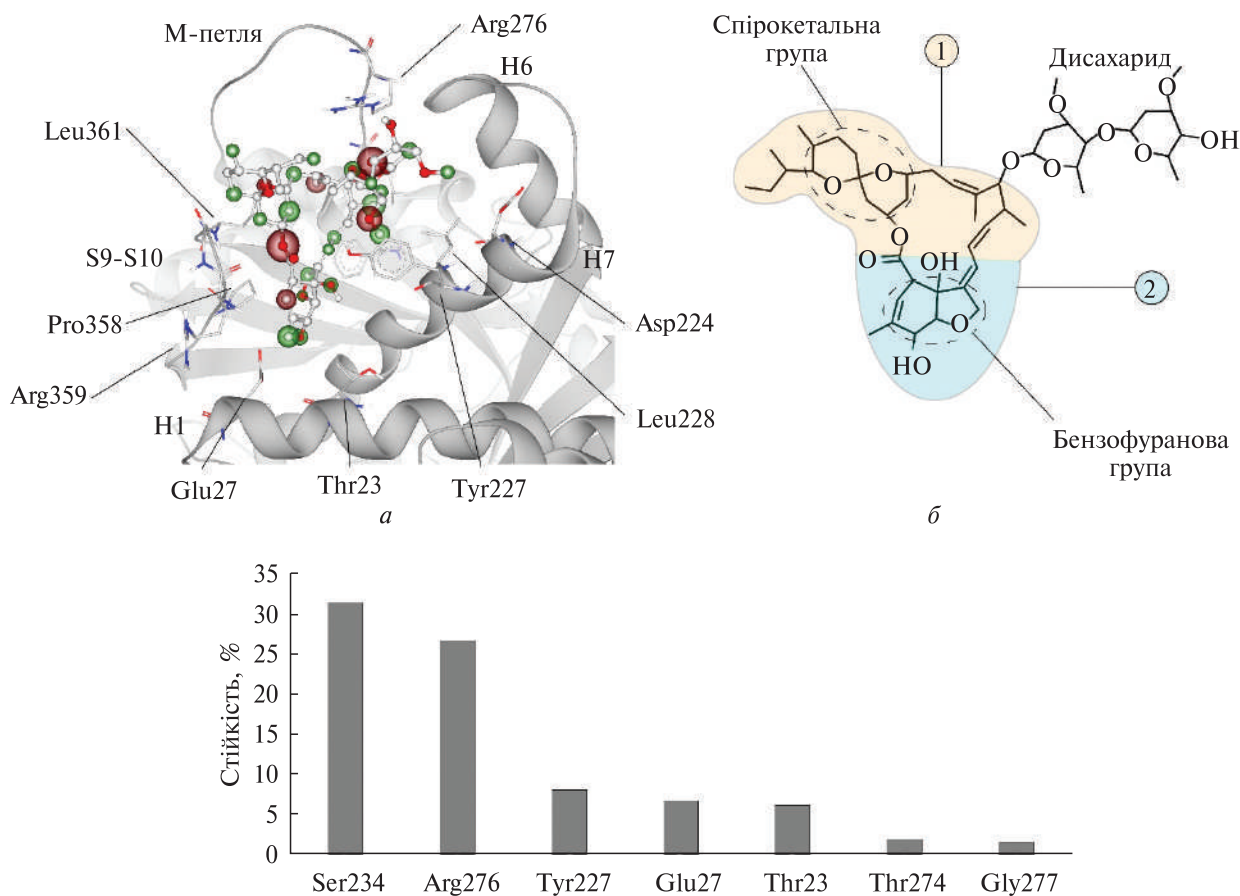 М-петля
Arg276
H6
Leu361
S9-S10
H7
Pro358
Asp224
Arg359
Leu228
H1
Glu27
Thr23
Tyr227
а
Спірокетальна
група
1
Дисахарид
O
O
O
O
OH
O
O
O
O
O
O
OH
2
O
HO
Бензофуранова
група
б
Стійкість, %
35
30
25
20
15
10
5
0
Ser234 Arg276 Tyr227 Glu27 Thr23 Thr274 Gly277